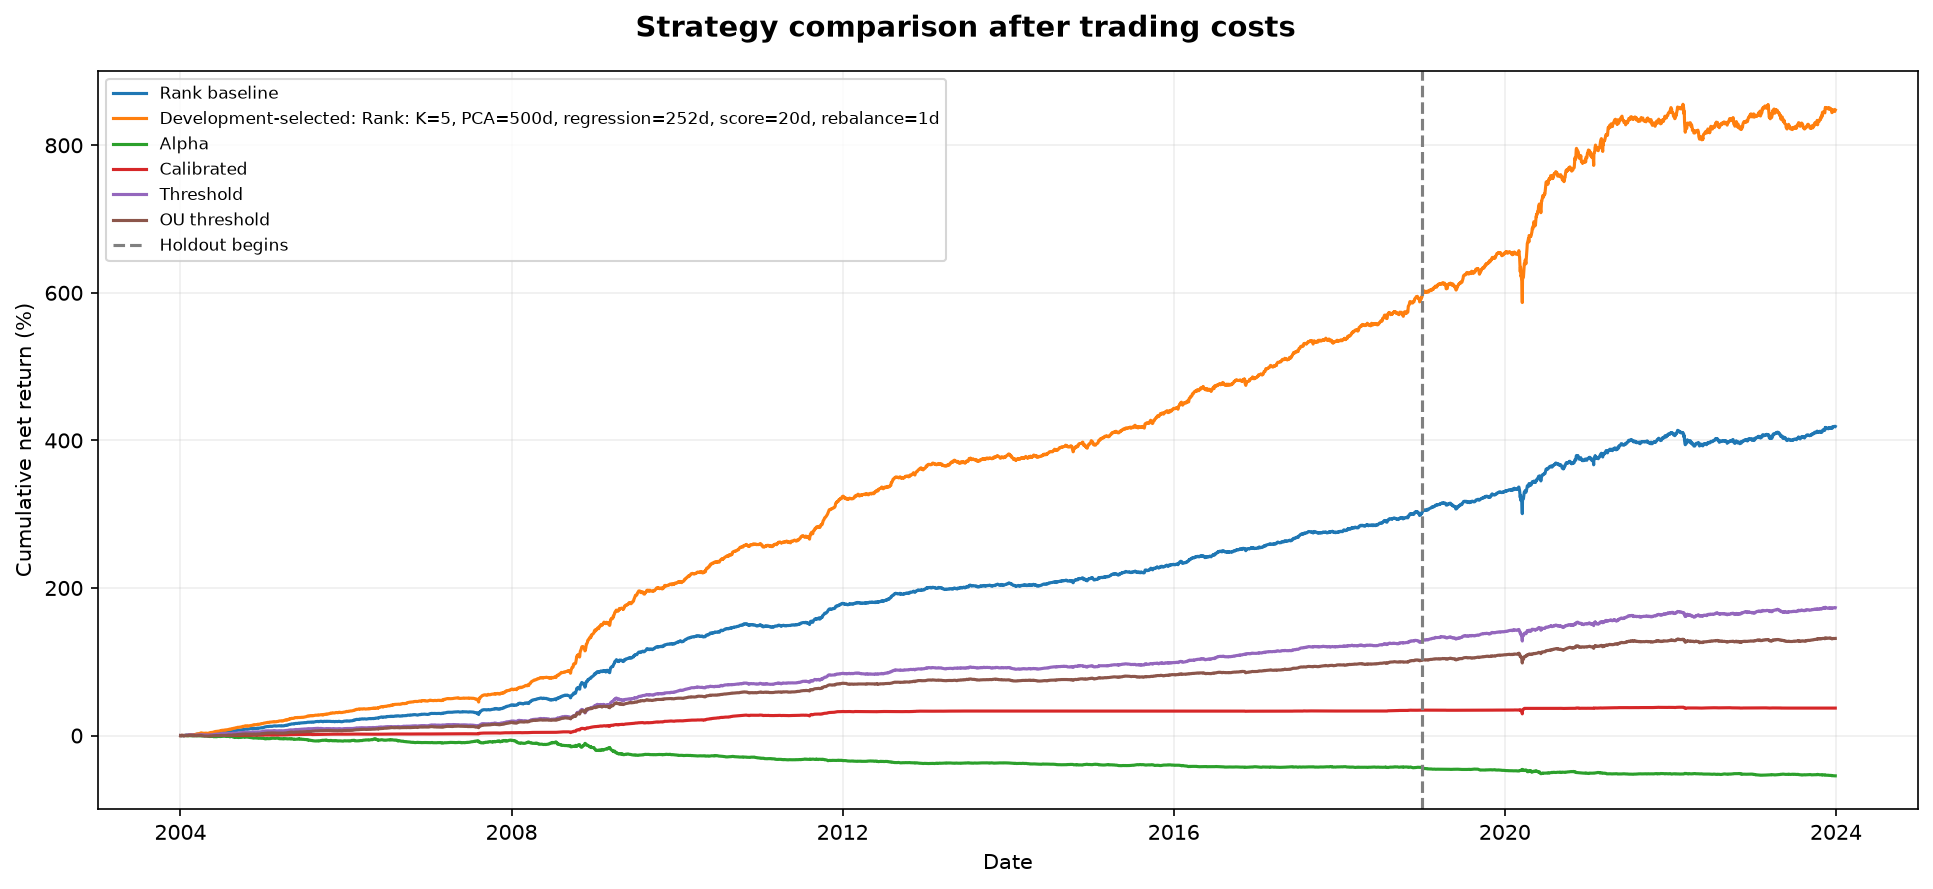 Strategy comparison after trading costs
Rank baseline
Development-selected: Rank: K=5, PCA=500d, regression=252d, score=20d, rebalance=1d
Alpha
Calibrated
Threshold
OU threshold
Holdout begins
Cumulative net return (%)
800
600
400
200
0
2004 2008 2012 2016 2020 2024
Date